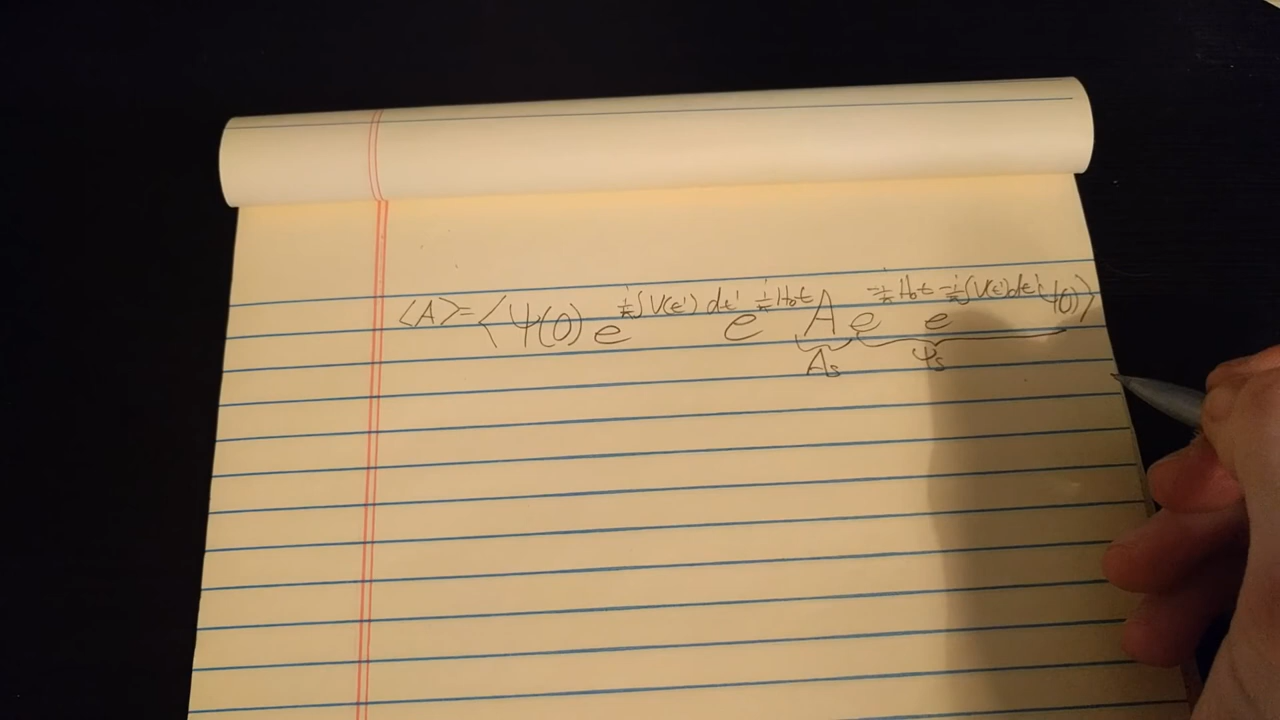 ⟨A⟩=⟨Ψ(0) e^{i/ħ ∫V(t')dt'} e^{i/ħ H₀t} A e^{-i/ħ H₀t} e^{-i/ħ ∫V(t')dt'} Ψ(0)⟩
A_s Ψ_s